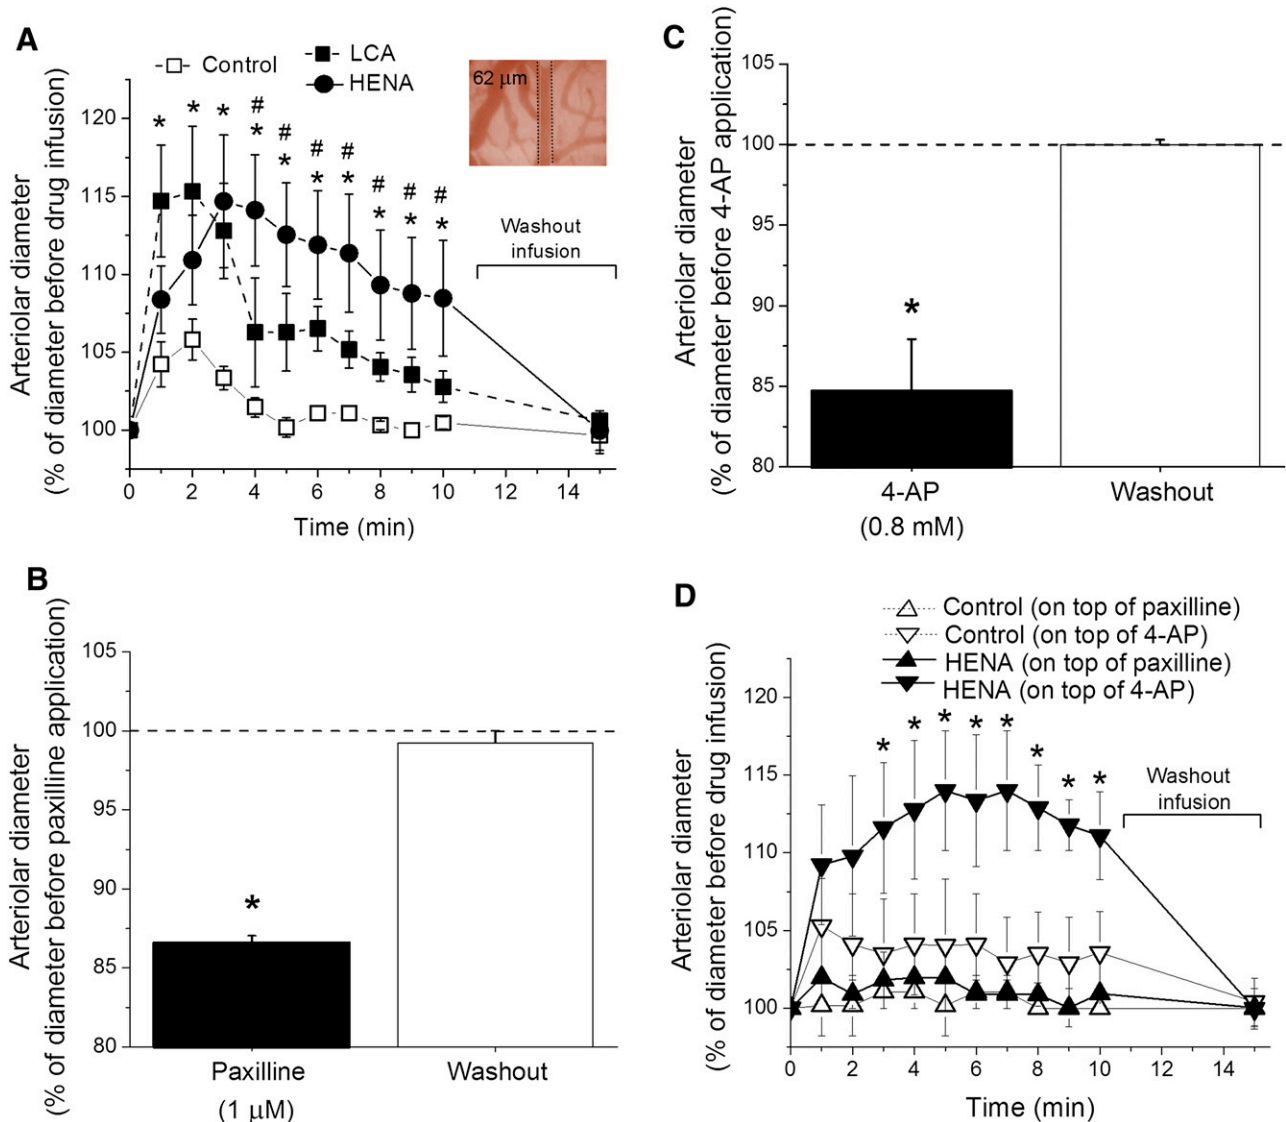 A
Control
LCA
HENA
Arteriolar diameter
(% of diameter before drug infusion)
120
115
110
105
100
* * * # * # * # * # * # * # * # *
62 μm
Washout
infusion
0 2 4 6 8 10 12 14
Time (min)
B
Arteriolar diameter
(% of diameter before paxilline application)
105
100
95
90
85
80
*
Paxilline
(1 μM)
Washout
C
Arteriolar diameter
(% of diameter before 4-AP application)
105
100
95
90
85
80
*
4-AP
(0.8 mM)
Washout
D
Control (on top of paxilline)
Control (on top of 4-AP)
HENA (on top of paxilline)
HENA (on top of 4-AP)
Arteriolar diameter
(% of diameter before drug infusion)
120
115
110
105
100
* * * * * * * *
Washout
infusion
0 2 4 6 8 10 12 14
Time (min)